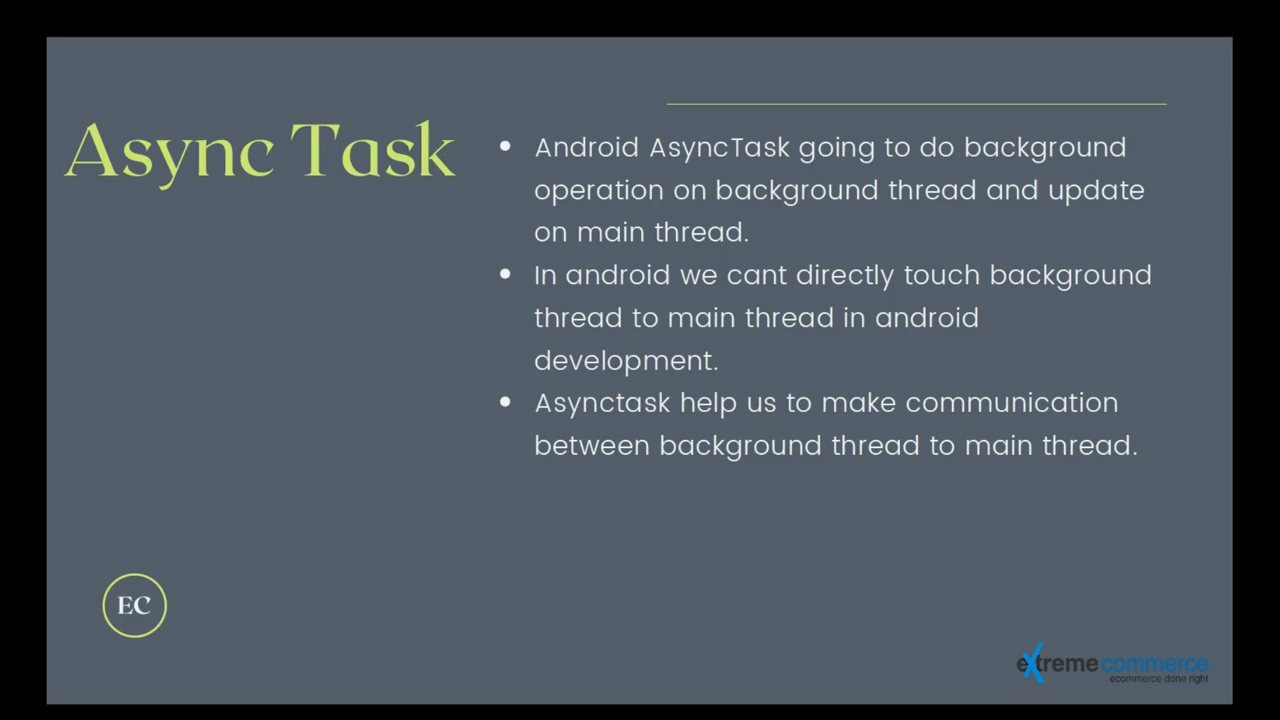 Async Task
• Android AsyncTask going to do background
operation on background thread and update
on main thread.
• In android we cant directly touch background
thread to main thread in android
development.
• Asynctask help us to make communication
between background thread to main thread.
EC
extreme commerce
ecommerce done right